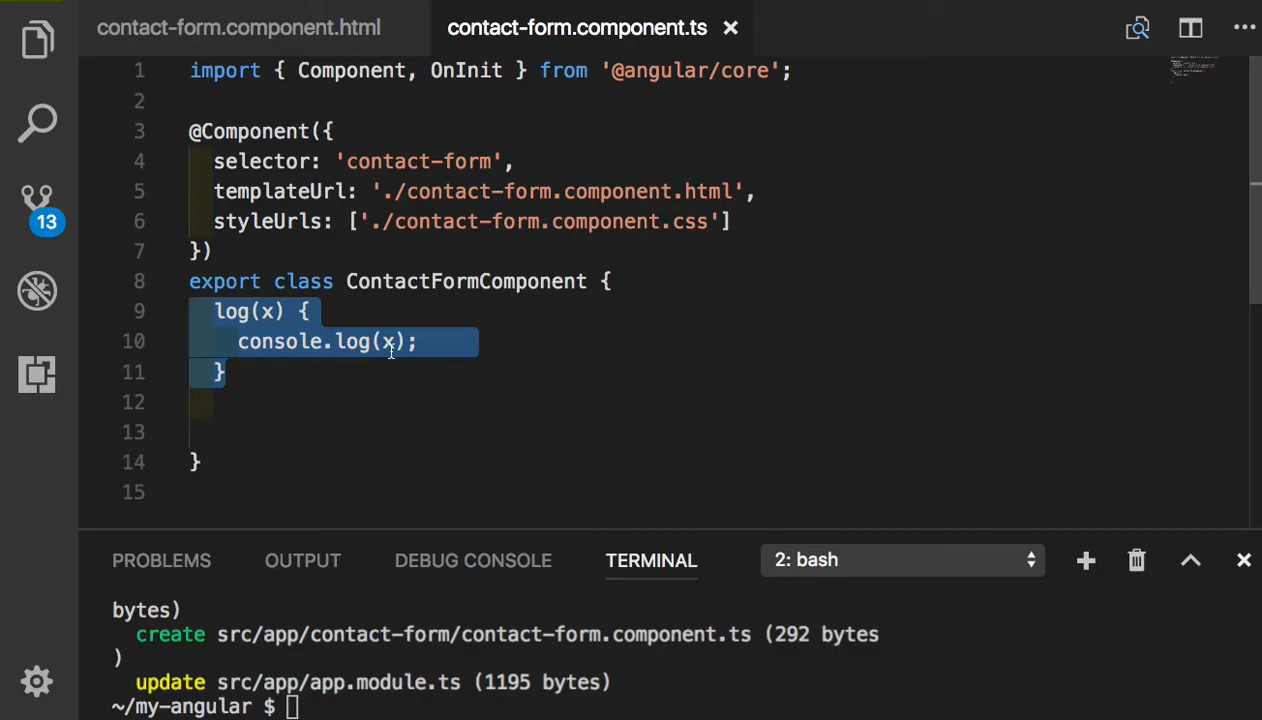 contact-form.component.html contact-form.component.ts ×
1 import { Component, OnInit } from '@angular/core';
2
3 @Component({
4 selector: 'contact-form',
5 templateUrl: './contact-form.component.html',
6 styleUrls: ['./contact-form.component.css']
7 })
8 export class ContactFormComponent {
9 log(x) {
10 console.log(x);
11 }
12
13
14 }
15
13
PROBLEMS OUTPUT DEBUG CONSOLE TERMINAL 2: bash
bytes)
create src/app/contact-form/contact-form.component.ts (292 bytes
)
update src/app/app.module.ts (1195 bytes)
~/my-angular $